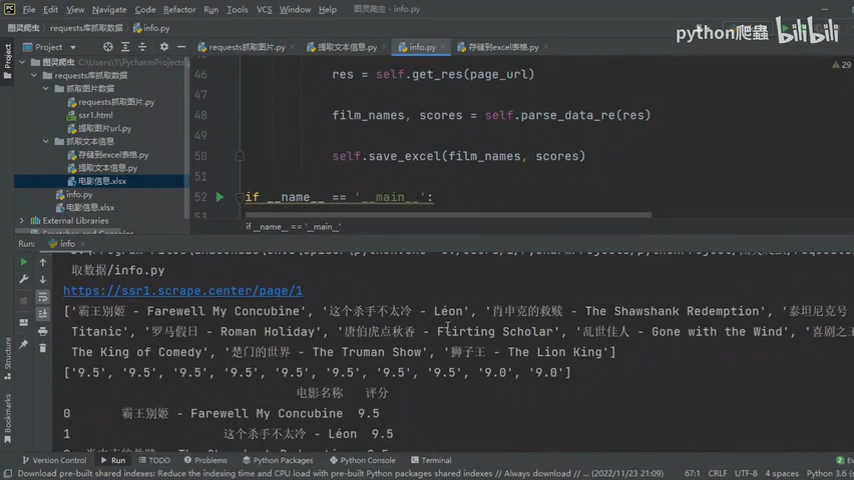 File Edit View Navigate Code Refactor Run Tools VCS Window Help 图灵爬虫 - info.py
图灵爬虫 requests库抓取数据 info.py
python爬蟲 bilibili
Project requests抓取图片.py 提取文本信息.py info.py 存储到excel表格.py
29
Project
图灵爬虫 C:\Users\T\PycharmProjects
requests库抓取数据
抓取图片数据
requests抓取图片.py
ssr1.html
提取图片url.py
抓取文本信息
存储到excel表格.py
提取文本信息.py
电影信息.xlsx
info.py
电影信息.xlsx
External Libraries
46 res = self.get_res(page_url)
47
48 film_names, scores = self.parse_data_re(res)
49
50 self.save_excel(film_names, scores)
51
52 if __name__ == '__main__':
53
if __name__ == '__main__'
Run: info
取数据/info.py
https://ssr1.scrape.center/page/1
['霸王别姬 - Farewell My Concubine', '这个杀手不太冷 - Léon', '肖申克的救赎 - The Shawshank Redemption', '泰坦尼克号
Titanic', '罗马假日 - Roman Holiday', '唐伯虎点秋香 - Flirting Scholar', '乱世佳人 - Gone with the Wind', '喜剧之王
The King of Comedy', '楚门的世界 - The Truman Show', '狮子王 - The Lion King']
['9.5', '9.5', '9.5', '9.5', '9.5', '9.5', '9.5', '9.5', '9.0', '9.0']
电影名称 评分
0 霸王别姬 - Farewell My Concubine 9.5
1 这个杀手不太冷 - Léon 9.5
Structure
Bookmarks
Version Control Run TODO Problems Python Packages Python Console Terminal
Download pre-built shared indexes: Reduce the indexing time and CPU load with pre-built shared indexes // Always download // ... (2022/11/23 21:09) 67:1 CRLF UTF-8 4 spaces Python 3.6